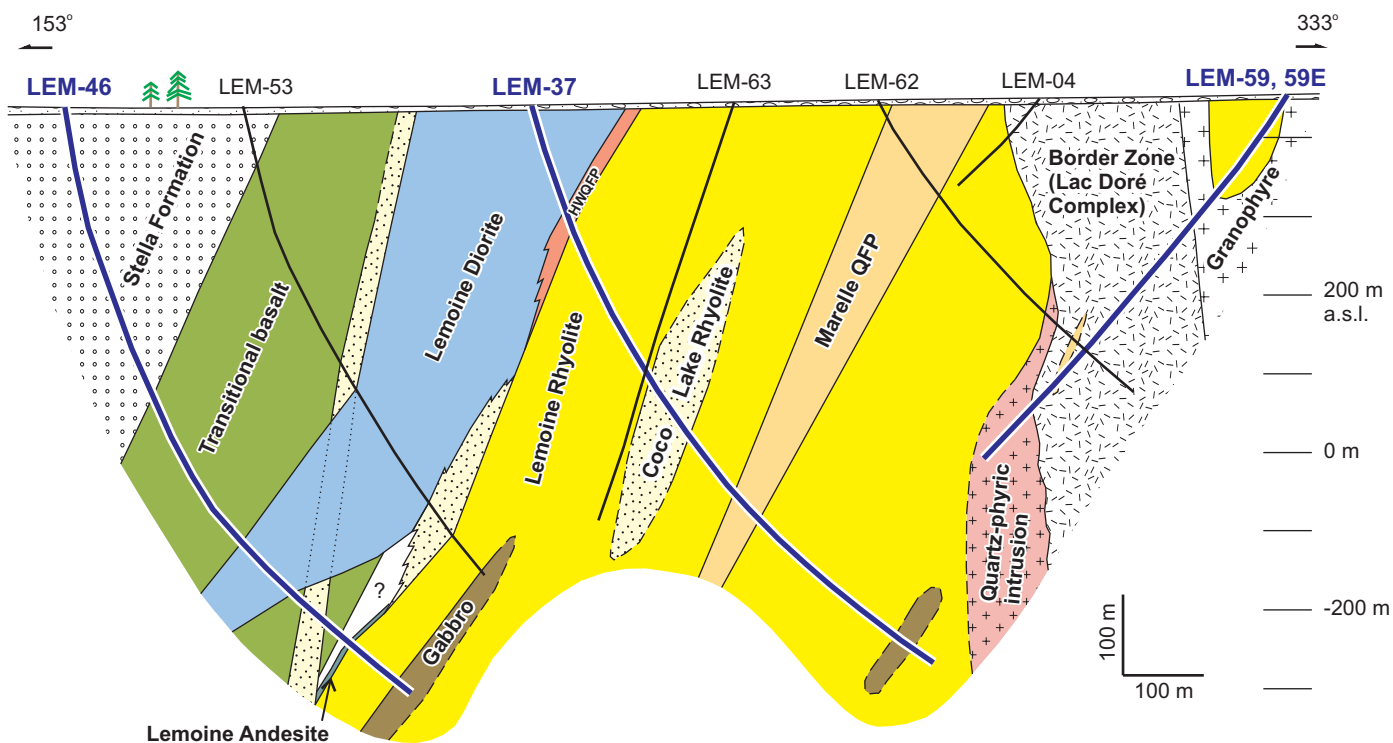 153°
333°
LEM-46
LEM-53
LEM-37
LEM-63
LEM-62
LEM-04
LEM-59, 59E
Stella Formation
Transitional basalt
Lemoine Diorite
HWQFP
Lemoine Rhyolite
Coco Lake Rhyolite
Marelle QFP
Border Zone
(Lac Doré
Complex)
Granophyre
Quartz-phyric
intrusion
Gabbro
?
Lemoine Andesite
200 m
a.s.l.
0 m
-200 m
100 m
100 m